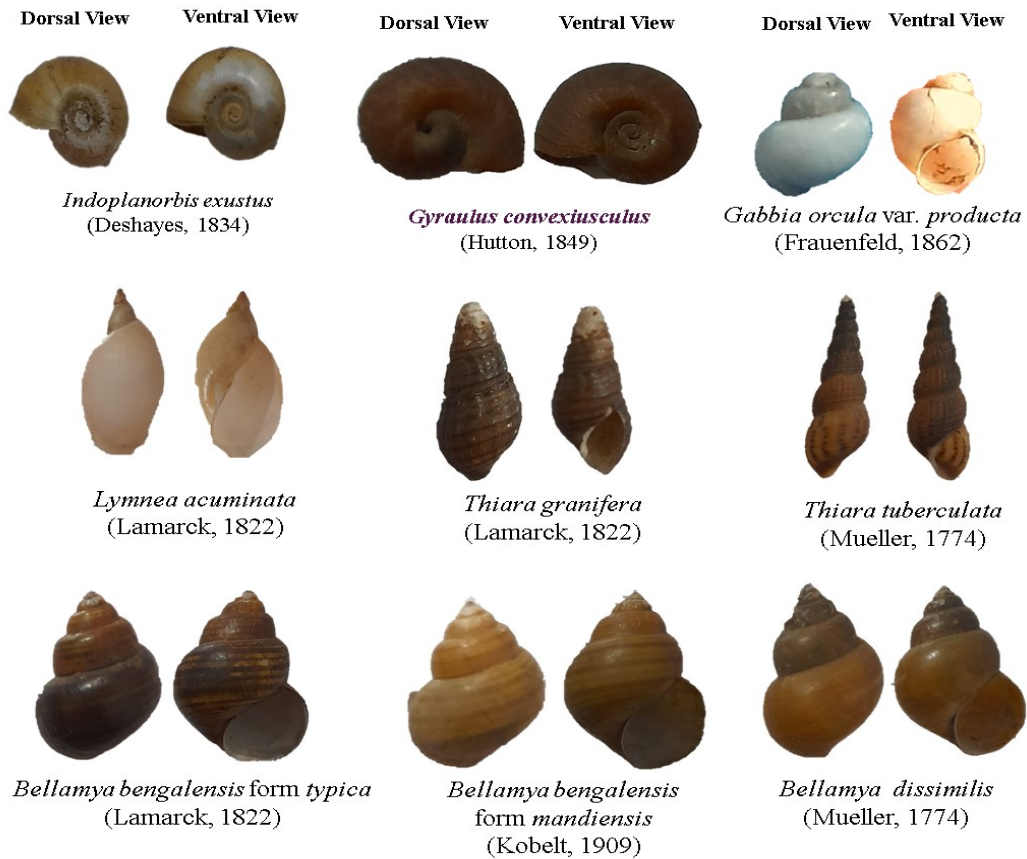 Dorsal View Ventral View Dorsal View Ventral View Dorsal View Ventral View
Indoplanorbis exustus
(Deshayes, 1834)
Gyraulus convexiusculus
(Hutton, 1849)
Gabbia orcula var. producta
(Frauenfeld, 1862)
Lymnea acuminata
(Lamarck, 1822)
Thiara granifera
(Lamarck, 1822)
Thiara tuberculata
(Mueller, 1774)
Bellamya bengalensis form typica
(Lamarck, 1822)
Bellamya bengalensis
form mandiensis
(Kobelt, 1909)
Bellamya dissimilis
(Mueller, 1774)